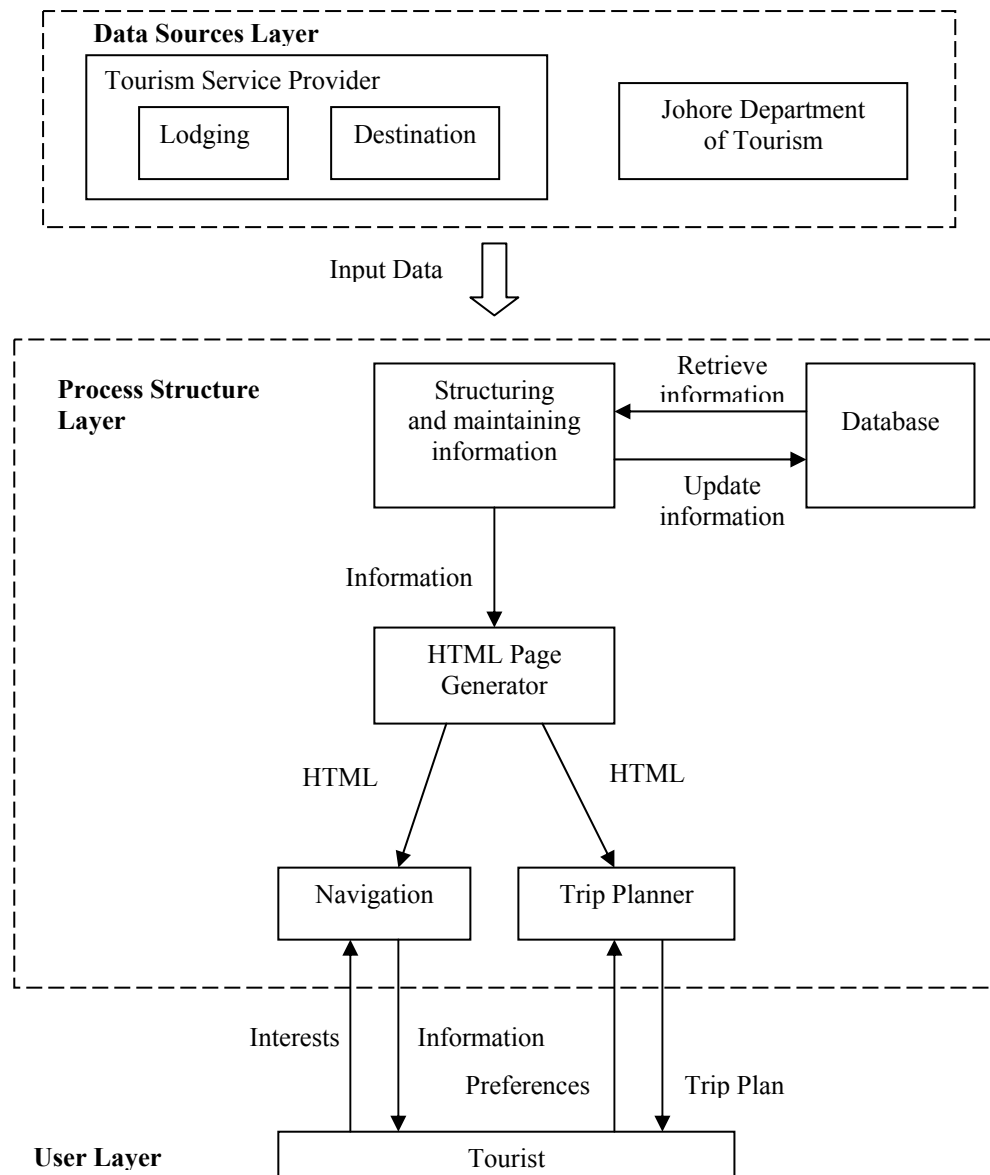 Data Sources Layer
Tourism Service Provider
Lodging
Destination
Johore Department
of Tourism
Input Data
Process Structure
Layer
Structuring
and maintaining
information
Retrieve
information
Database
Update
information
Information
HTML Page
Generator
HTML
HTML
Navigation
Trip Planner
Interests
Information
Preferences
Trip Plan
User Layer
Tourist